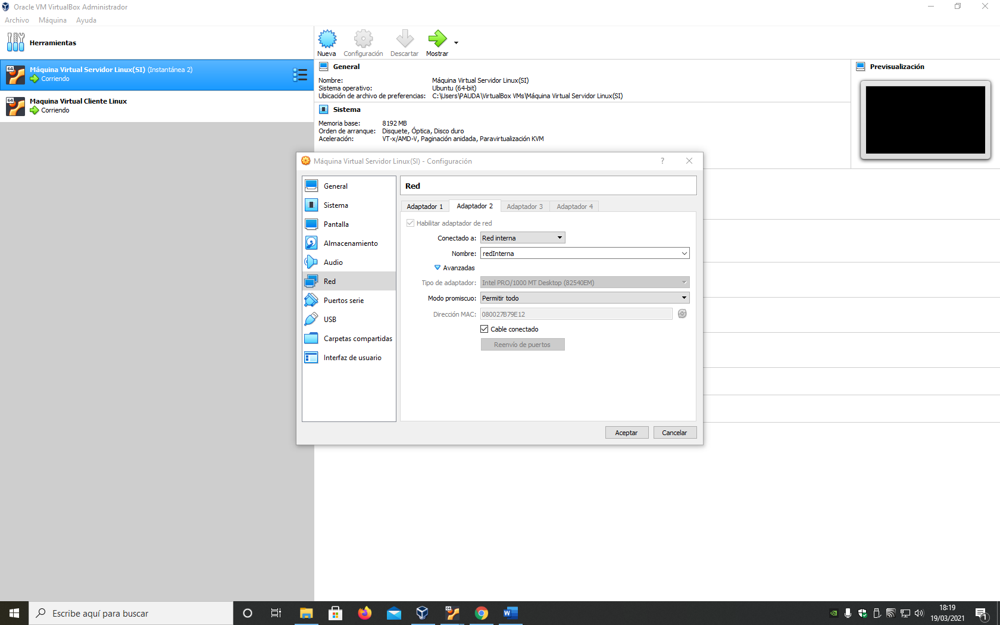 Oracle VM VirtualBox Administrador
Archivo Máquina Ayuda
Herramientas
Nueva Configuración Descartar Mostrar
64
Máquina Virtual Servidor Linux(SI) (Instantánea 2)
Corriendo
64
Maquina Virtual Cliente Linux
Corriendo
General
Nombre: Máquina Virtual Servidor Linux(SI)
Sistema operativo: Ubuntu (64-bit)
Ubicación de archivo de preferencias: C:\Users\PAUDA\VirtualBox VMs\Máquina Virtual Servidor Linux(SI)
Sistema
Memoria base: 8192 MB
Orden de arranque: Disquete, Óptica, Disco duro
Aceleración: VT-x/AMD-V, Paginación anidada, Paravirtualización KVM
Previsualización
Máquina Virtual Servidor Linux(SI) - Configuración
?
General
Sistema
Pantalla
Almacenamiento
Audio
Red
Puertos serie
USB
Carpetas compartidas
Interfaz de usuario
Red
Adaptador 1 Adaptador 2 Adaptador 3 Adaptador 4
Habilitar adaptador de red
Conectado a: Red interna
Nombre: redInterna
Avanzadas
Tipo de adaptador: Intel PRO/1000 MT Desktop (82540EM)
Modo promiscuo: Permitir todo
Dirección MAC: 080027B79E12
Cable conectado
Reenvío de puertos
Aceptar Cancelar
Escribe aquí para buscar
64
W
18:19
19/03/2021
1